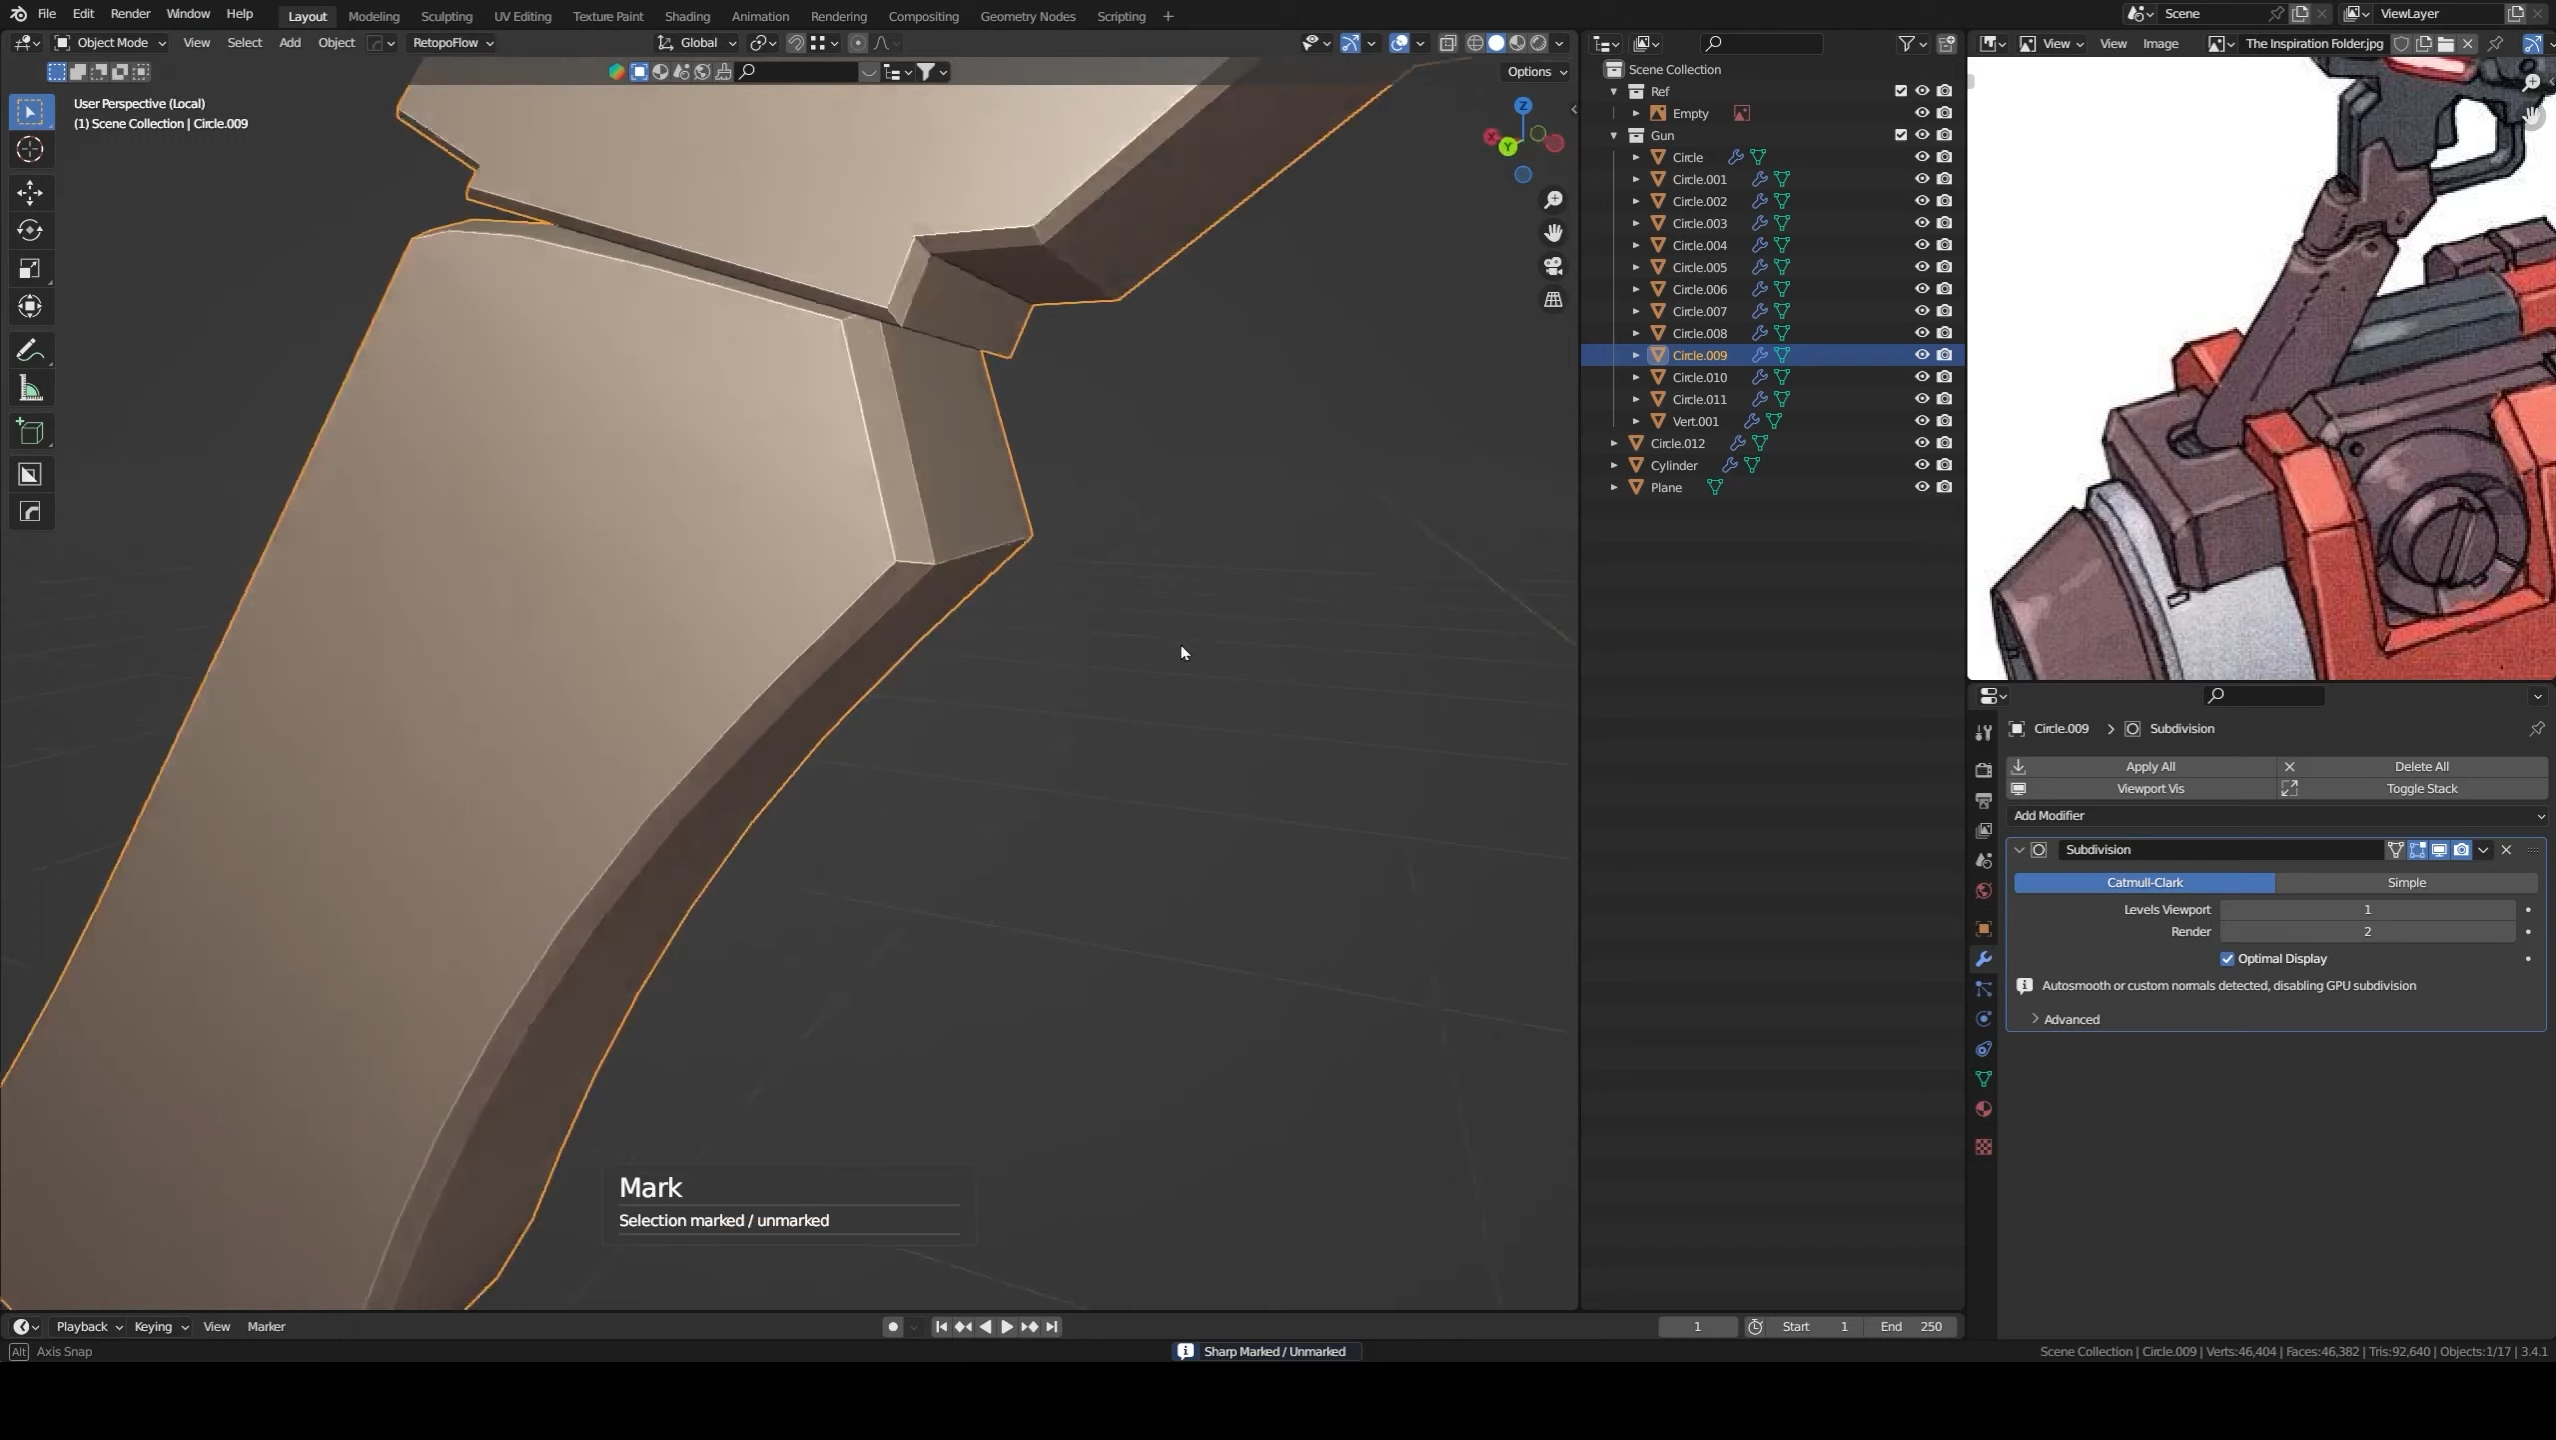 File Edit Render Window Help Layout Modeling Sculpting UV Editing Texture Paint Shading Animation Rendering Compositing Geometry Nodes Scripting + Scene ViewLayer
Object Mode View Select Add Object RetopoFlow Global View View Image The Inspiration Folder.jpg
Options
User Perspective (Local)
(1) Scene Collection | Circle.009
Z
X
Y
Scene Collection
Ref
Empty
Gun
Circle
Circle.001
Circle.002
Circle.003
Circle.004
Circle.005
Circle.006
Circle.007
Circle.008
Circle.009
Circle.010
Circle.011
Vert.001
Circle.012
Cylinder
Plane
Circle.009 > Subdivision
Apply All Delete All
Viewport Vis Toggle Stack
Add Modifier
Subdivision
Catmull-Clark Simple
Levels Viewport 1
Render 2
Optimal Display
Autosmooth or custom normals detected, disabling GPU subdivision
Advanced
Mark
Selection marked / unmarked
Playback Keying View Marker 1 Start 1 End 250
Alt Axis Snap Sharp Marked / Unmarked Scene Collection | Circle.009 | Verts:46,404 | Faces:46,382 | Tris:92,640 | Objects:1/17 | 3.4.1